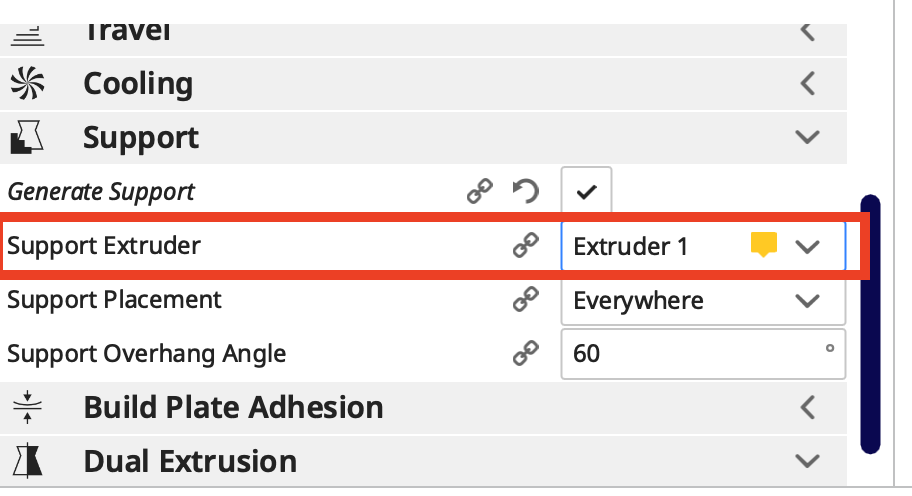 Travel
Cooling
Support
Generate Support
Support Extruder Extruder 1
Support Placement Everywhere
Support Overhang Angle 60 °
Build Plate Adhesion
Dual Extrusion